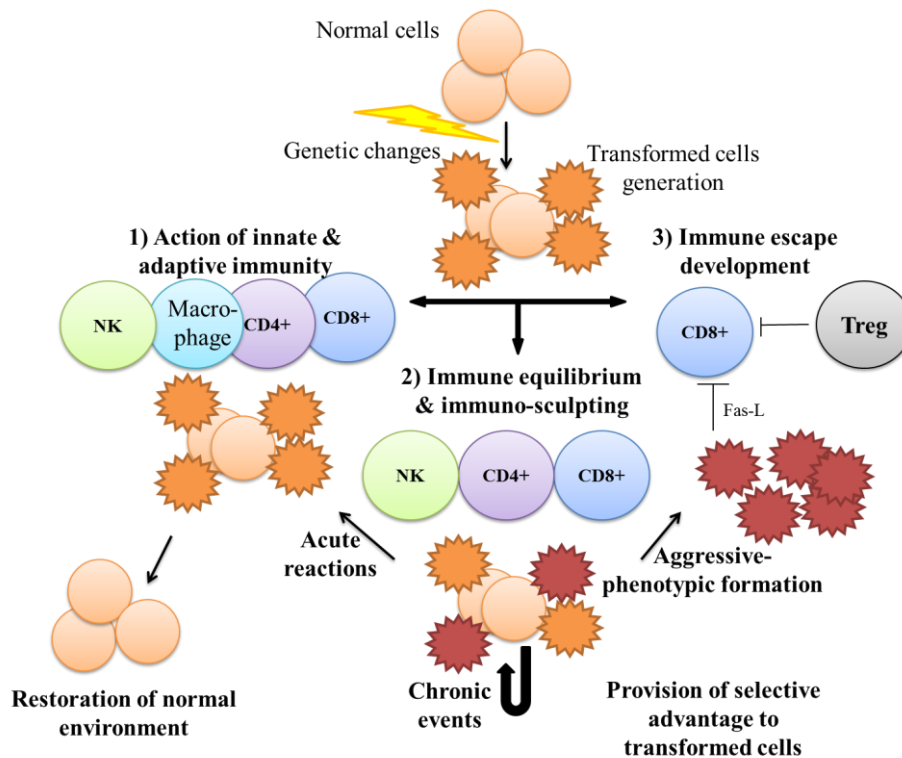 Normal cells
Genetic changes
Transformed cells
generation
1) Action of innate &
adaptive immunity
NK
Macro-
phage
CD4+
CD8+
3) Immune escape
development
CD8+
Treg
Fas-L
2) Immune equilibrium
& immuno-sculpting
NK
CD4+
CD8+
Acute
reactions
Aggressive-
phenotypic formation
Restoration of normal
environment
Chronic
events
Provision of selective
advantage to
transformed cells